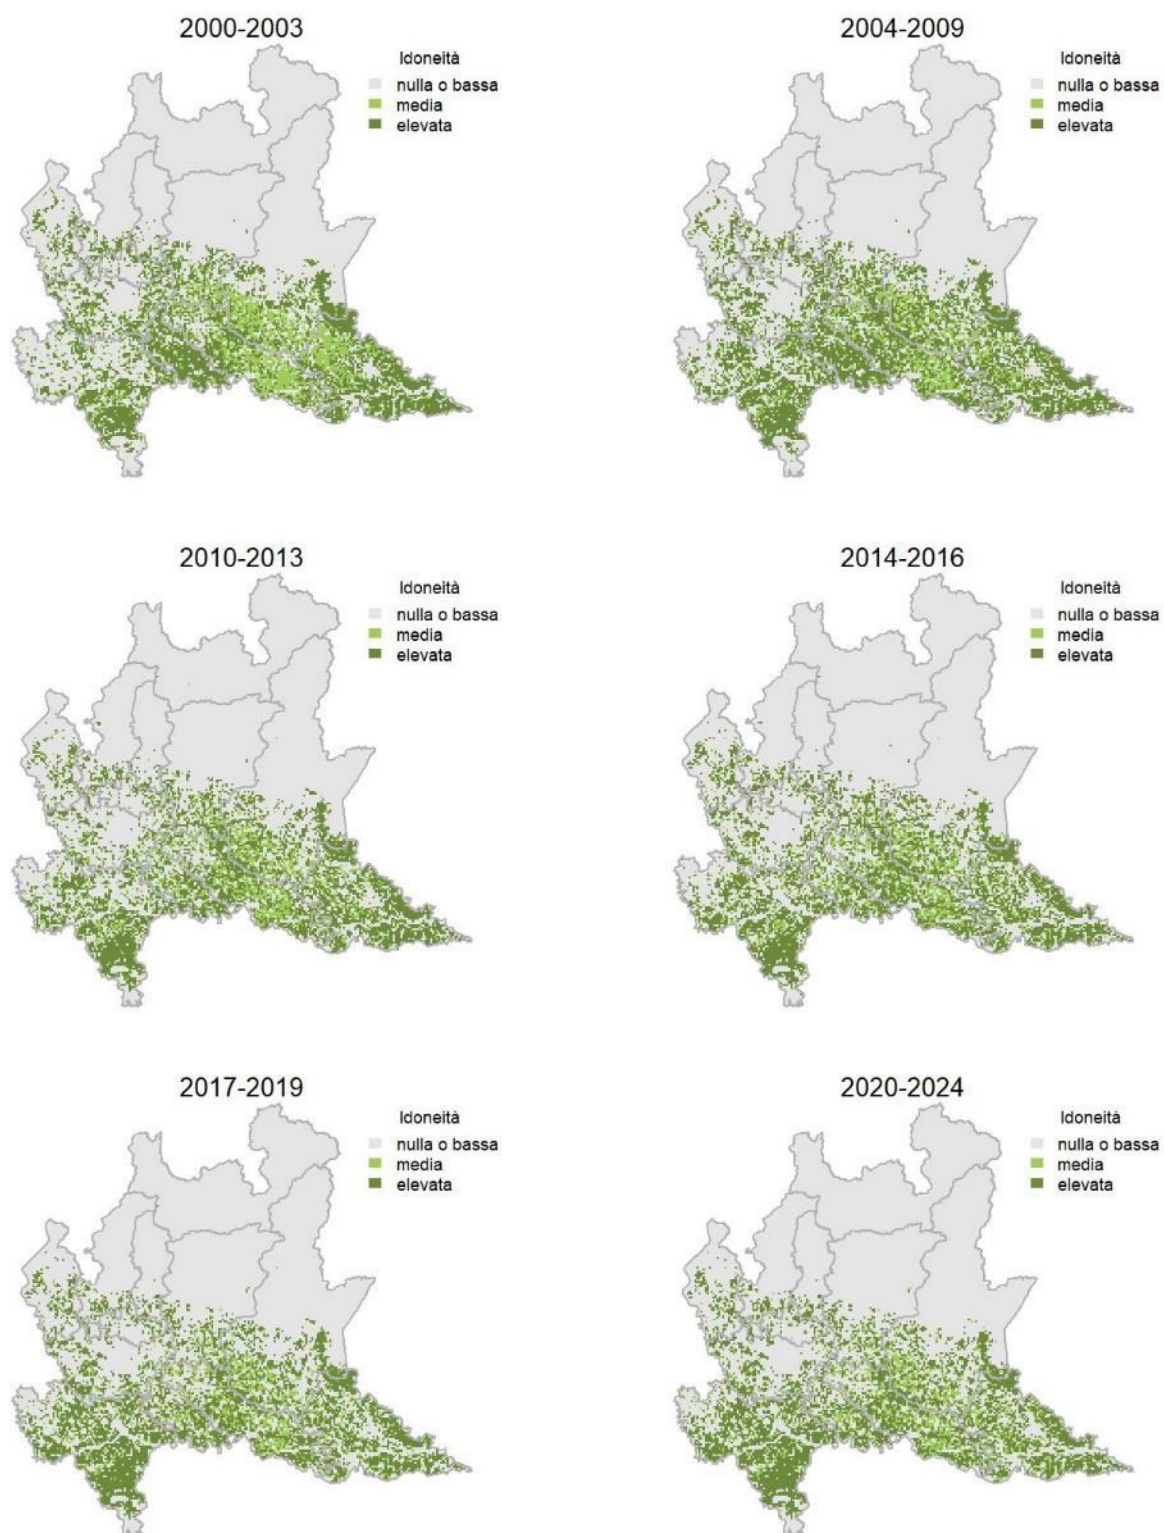 2000-2003
Idoneità
nulla o bassa
media
elevata
2004-2009
Idoneità
nulla o bassa
media
elevata
2010-2013
Idoneità
nulla o bassa
media
elevata
2014-2016
Idoneità
nulla o bassa
media
elevata
2017-2019
Idoneità
nulla o bassa
media
elevata
2020-2024
Idoneità
nulla o bassa
media
elevata